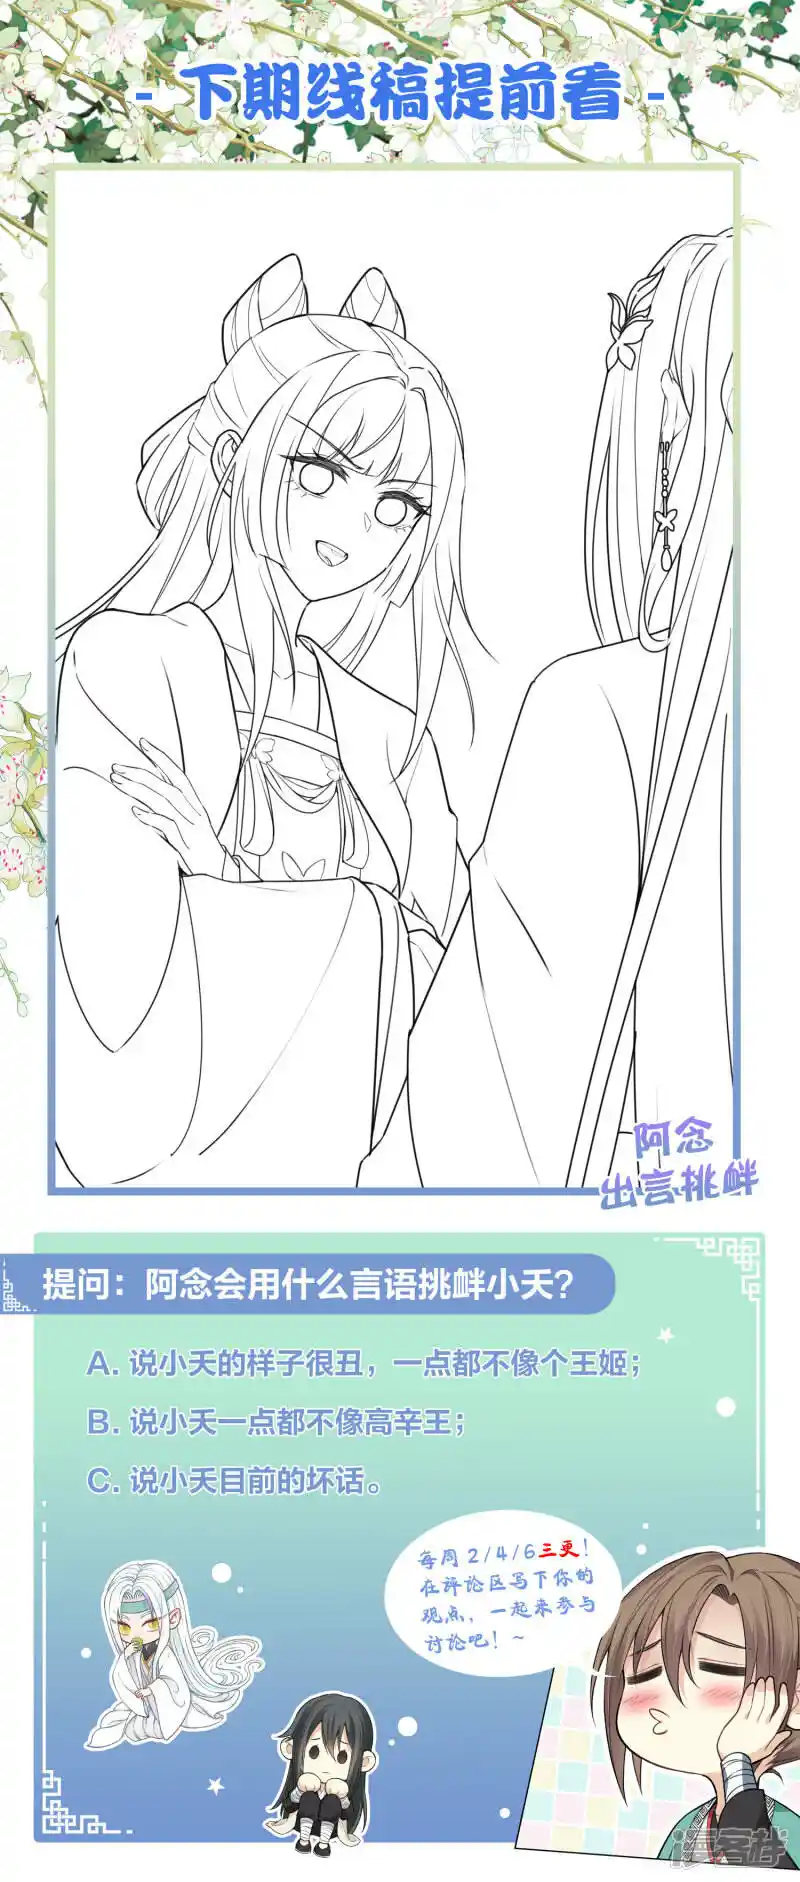 - 下期线稿提前看 -
阿念
出言挑衅
提问：阿念会用什么言语挑衅小夭？
A. 说小夭的样子很丑，一点都不像个王姬；
B. 说小夭一点都不像高辛王；
C. 说小夭目前的坏话。
每周 2/4/6三更！
在评论区写下你的
观点，一起来参与
讨论吧！~
漫客栈